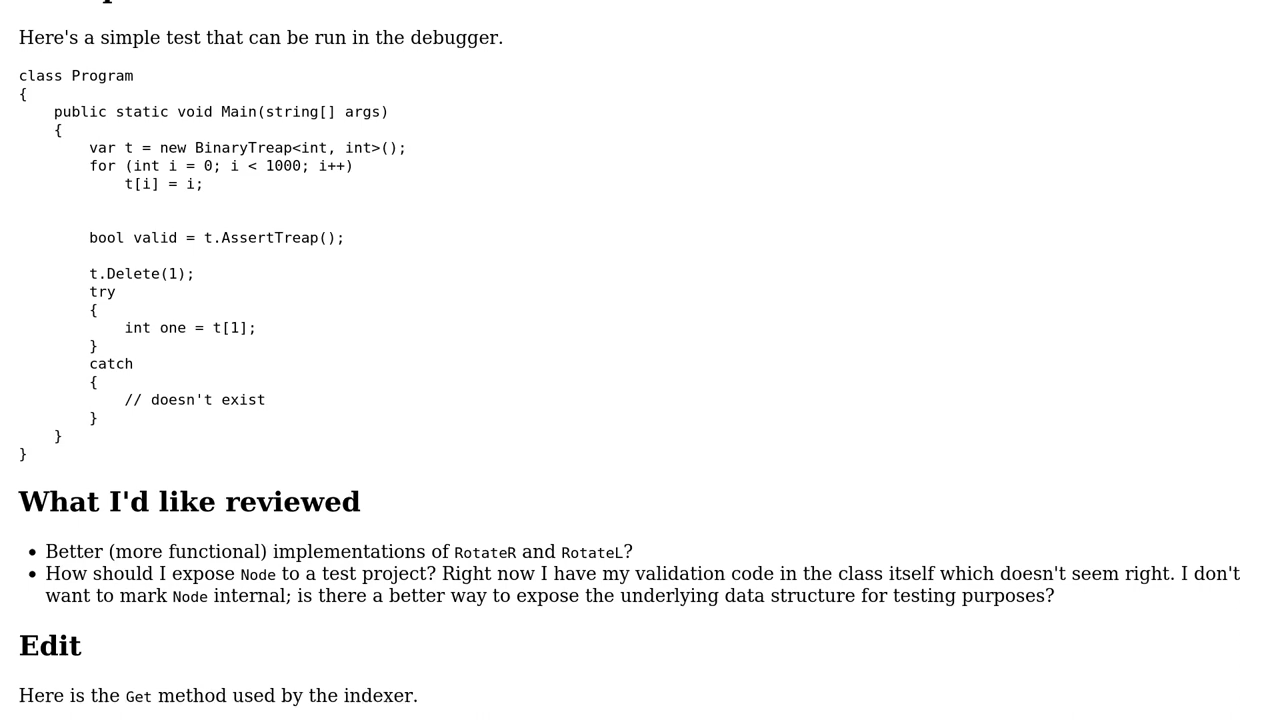 Here's a simple test that can be run in the debugger.
class Program
{
    public static void Main(string[] args)
    {
        var t = new BinaryTreap<int, int>();
        for (int i = 0; i < 1000; i++)
            t[i] = i;
        bool valid = t.AssertTreap();
        t.Delete(1);
        try
        {
            int one = t[1];
        }
        catch
        {
            // doesn't exist
        }
    }
}
What I'd like reviewed
• Better (more functional) implementations of RotateR and RotateL?
• How should I expose Node to a test project? Right now I have my validation code in the class itself which doesn't seem right. I don't
want to mark Node internal; is there a better way to expose the underlying data structure for testing purposes?
Edit
Here is the Get method used by the indexer.